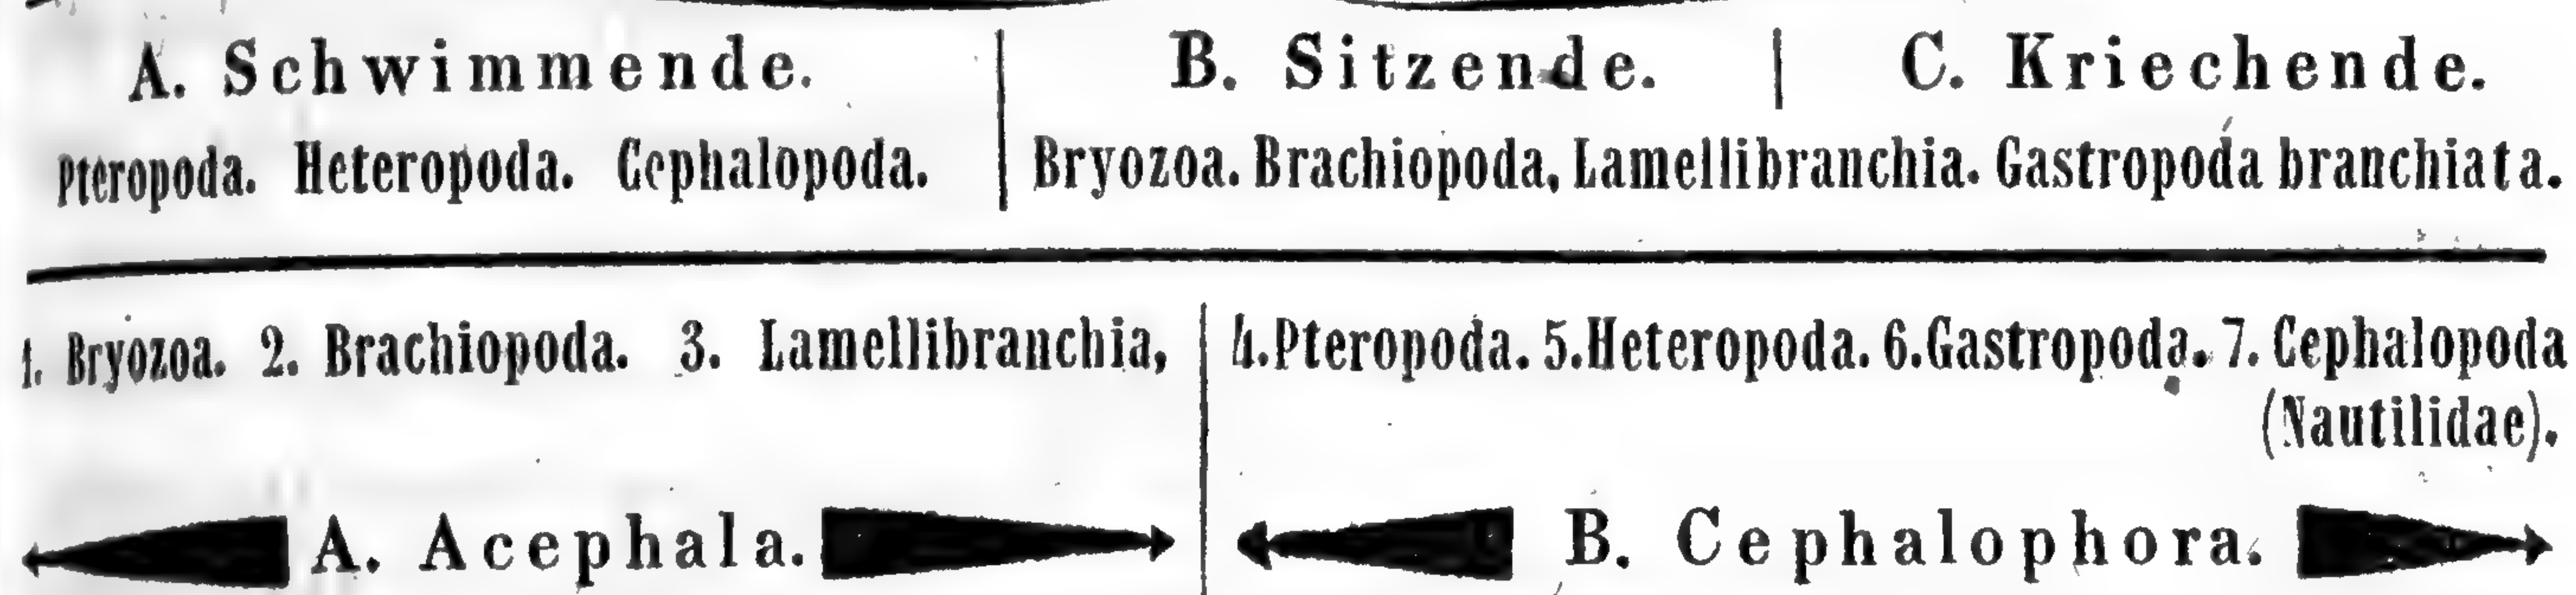 A. Schwimmende. | B. Sitzende. | C. Kriechende.
Pteropoda. Heteropoda. Cephalopoda. | Bryozoa. Brachiopoda, Lamellibranchia. Gastropoda branchiata.
1. Bryozoa. 2. Brachiopoda. 3. Lamellibranchia, | 4. Pteropoda. 5. Heteropoda. 6. Gastropoda. 7. Cephalopoda
(Nautilidae).
A. Acephala. B. Cephalophora.